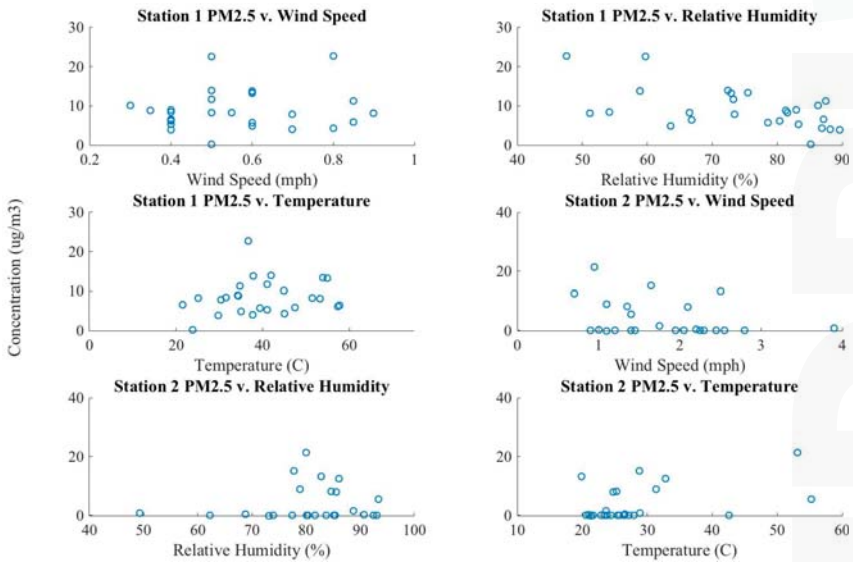 Station 1 PM2.5 v. Wind Speed
30
20
10
0
0.2 0.4 0.6 0.8 1
Wind Speed (mph)
Station 1 PM2.5 v. Relative Humidity
30
20
10
0
40 50 60 70 80 90
Relative Humidity (%)
Concentration (ug/m3)
Station 1 PM2.5 v. Temperature
30
20
10
0
0 20 40 60
Temperature (C)
Station 2 PM2.5 v. Wind Speed
40
20
0
0 1 2 3 4
Wind Speed (mph)
Station 2 PM2.5 v. Relative Humidity
40
20
0
40 50 60 70 80 90 100
Relative Humidity (%)
Station 2 PM2.5 v. Temperature
40
20
0
10 20 30 40 50 60
Temperature (C)